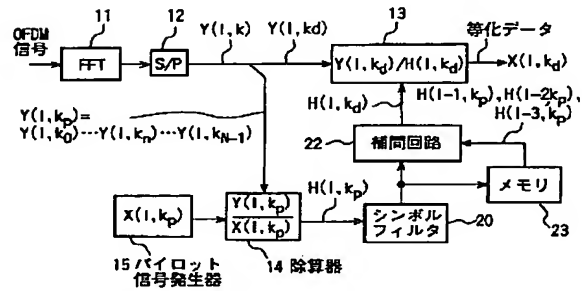 OFDM
信号
11
FFT
12
S/P
Y(l,k)
Y(l,kd)
13
Y(l,kd)/H(l,kd)
等化データ
X(l,kd)
H(l,kd)
H(l-1,kp),H(l-2kp),
H(l-3,kp)
Y(l,kp)=
Y(l,k0)…Y(l,kn)…Y(l,kN-1)
22
補間回路
X(l,kp)
Y(l,kp)
X(l,kp)
H(l,kp)
シンボル
フィルタ
20
メモリ
23
15 パイロット
信号発生器
14 除算器